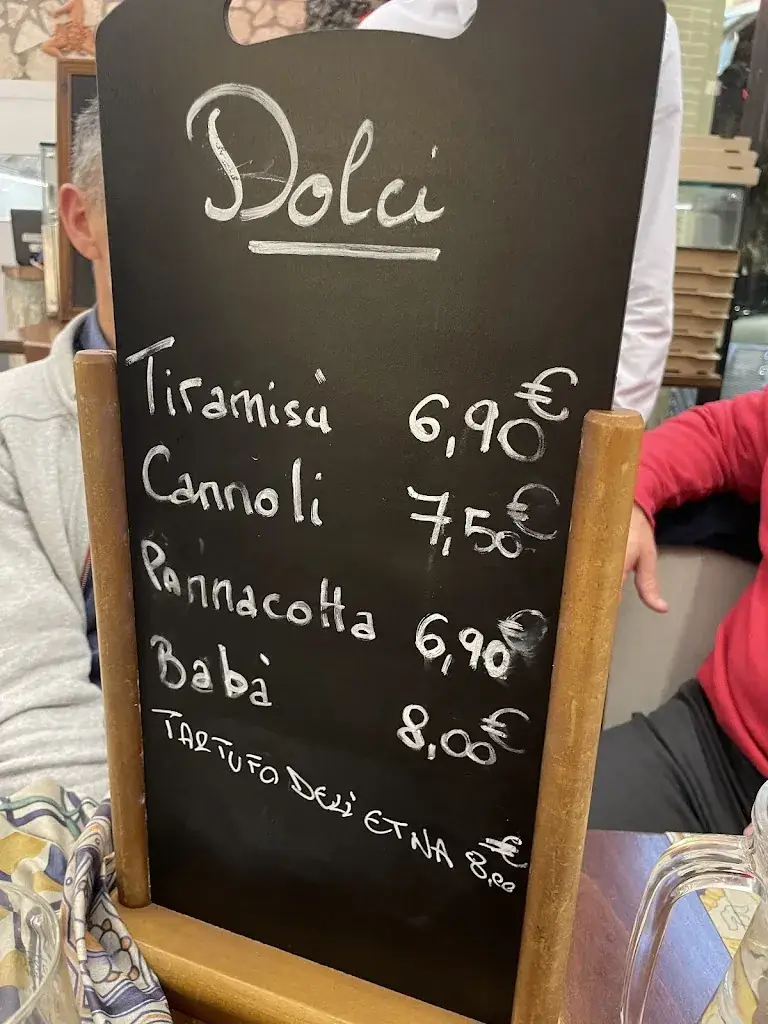 Dolci
Tiramisù 6,90€
Cannoli 7,50€
Pannacotta 6,90€
Babà 8,00€
TARTUFO DELL ETNA 8,00€